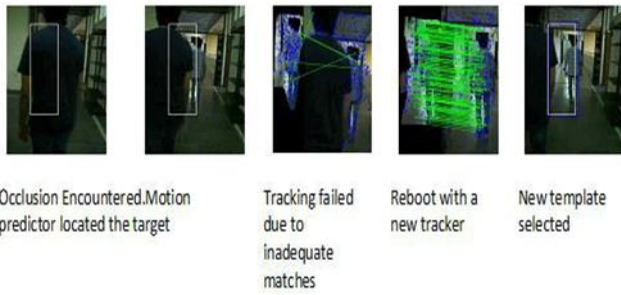 Occlusion Encountered.Motion
predictor located the target
Tracking failed
due to
inadequate
matches
Reboot with a
new tracker
New template
selected